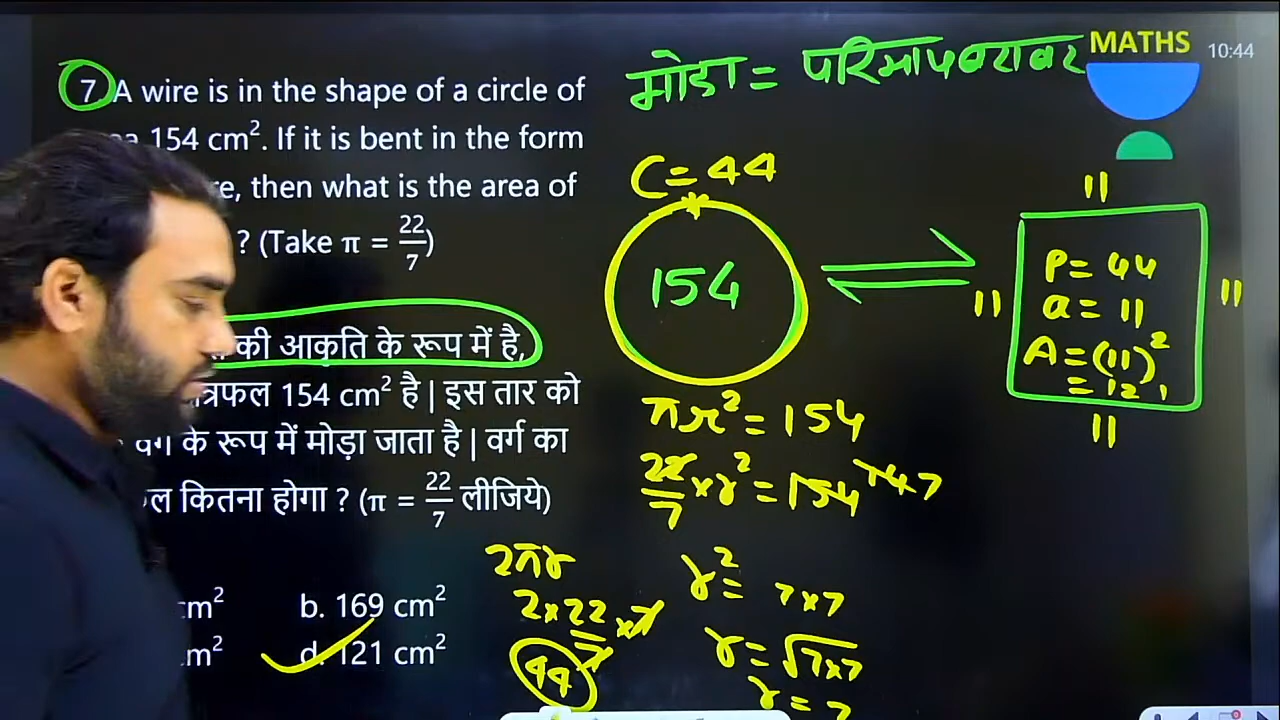 MATHS
10:44
मोडा = परिमाप बराबर
7 A wire is in the shape of a circle of
154 cm². If it is bent in the form
then what is the area of
? (Take π = 22/7)
की आकृति के रूप में है,
154 cm² है | इस तार को
के रूप में मोड़ा जाता है | वर्ग का
कितना होगा ? (π = 22/7 लीजिये)
cm² b. 169 cm²
d. 121 cm²
C = 44
154
πr² = 154
22/7 × r² = 154
r² = 7×7
r = √7×7
r = 7
2πr
2 × 22/7 × 7
44
11
11
P = 44
a = 11
A = (11)²
= 121
11
11